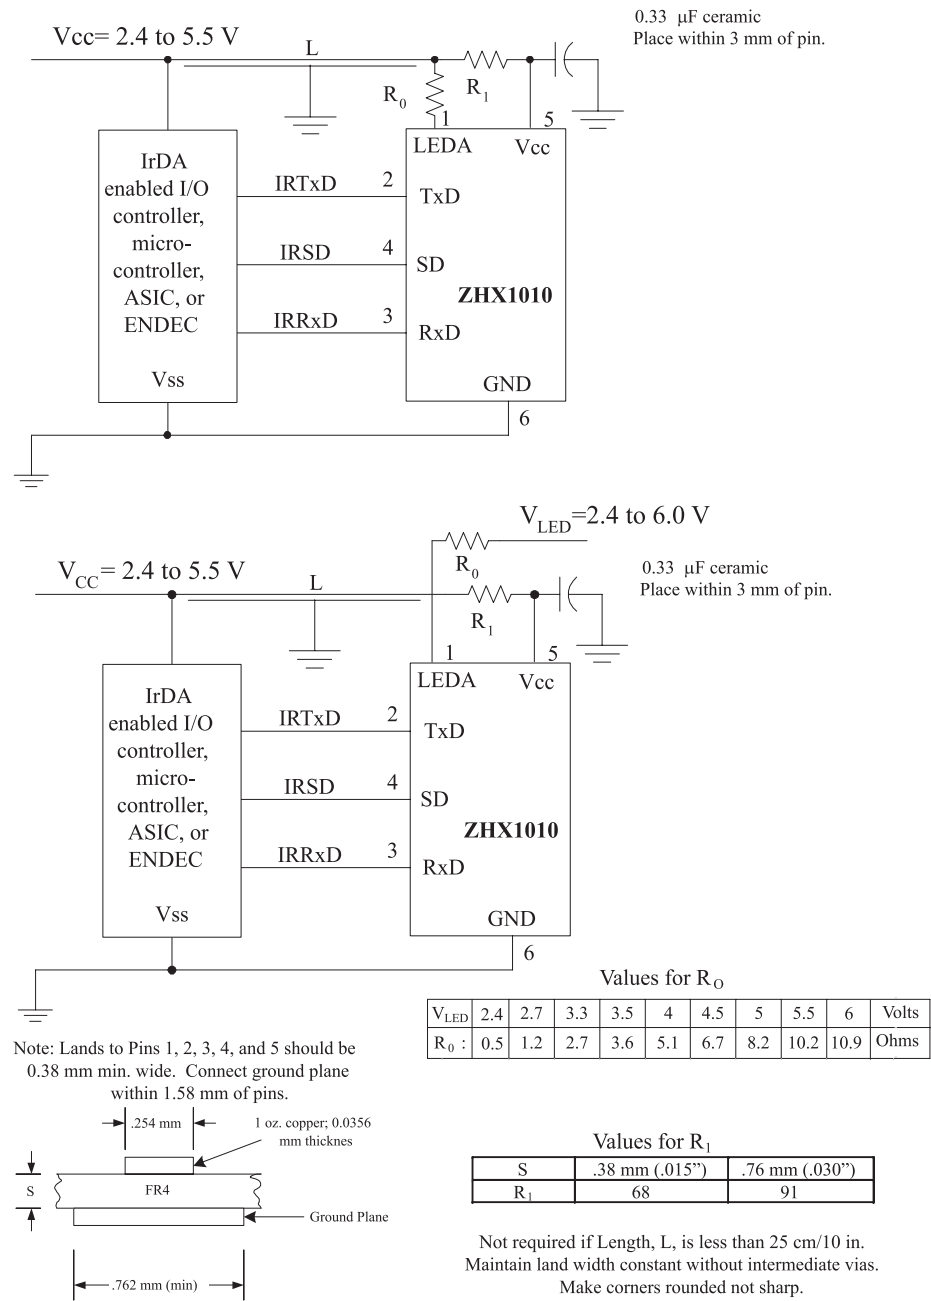 0.33 μF ceramic
Place within 3 mm of pin.
Vcc= 2.4 to 5.5 V
L
R0
R1
1
5
LEDA
Vcc
IrDA
enabled I/O
controller,
micro-
controller,
ASIC, or
ENDEC
Vss
IRTxD
2
TxD
IRSD
4
SD
ZHX1010
IRRxD
3
RxD
GND
6
VLED=2.4 to 6.0 V
R0
0.33 μF ceramic
Place within 3 mm of pin.
VCC= 2.4 to 5.5 V
L
R1
1
5
LEDA
Vcc
IrDA
enabled I/O
controller,
micro-
controller,
ASIC, or
ENDEC
Vss
IRTxD
2
TxD
IRSD
4
SD
ZHX1010
IRRxD
3
RxD
GND
6
Values for RO
VLED 2.4 2.7 3.3 3.5 4 4.5 5 5.5 6 Volts
R0 : 0.5 1.2 2.7 3.6 5.1 6.7 8.2 10.2 10.9 Ohms
Note: Lands to Pins 1, 2, 3, 4, and 5 should be
0.38 mm min. wide. Connect ground plane
within 1.58 mm of pins.
.254 mm
1 oz. copper; 0.0356
mm thicknes
S
FR4
Ground Plane
.762 mm (min)
Values for R1
S .38 mm (.015”) .76 mm (.030”)
R1 68 91
Not required if Length, L, is less than 25 cm/10 in.
Maintain land width constant without intermediate vias.
Make corners rounded not sharp.